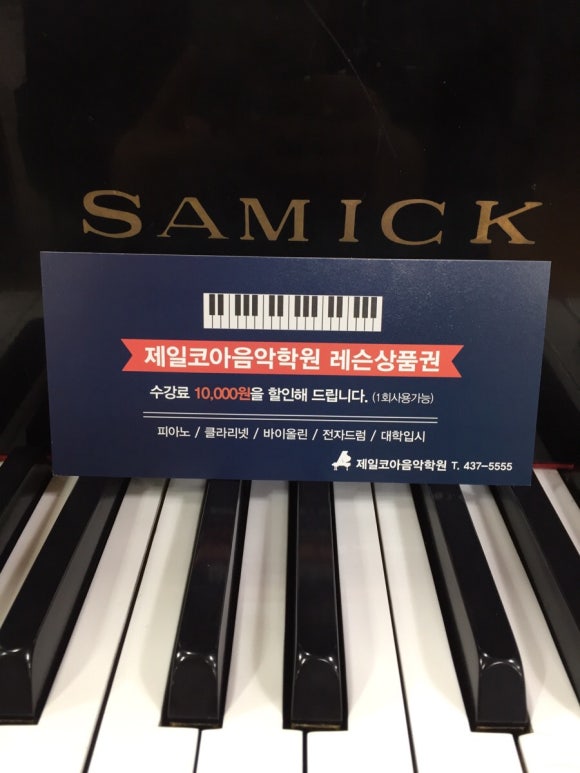 SAMICK
제일코아음악학원 레슨상품권
수강료 10,000원을 할인해 드립니다. (1회사용가능)
피아노 / 클라리넷 / 바이올린 / 전자드럼 / 대학입시
제일코아음악학원 T. 437-5555